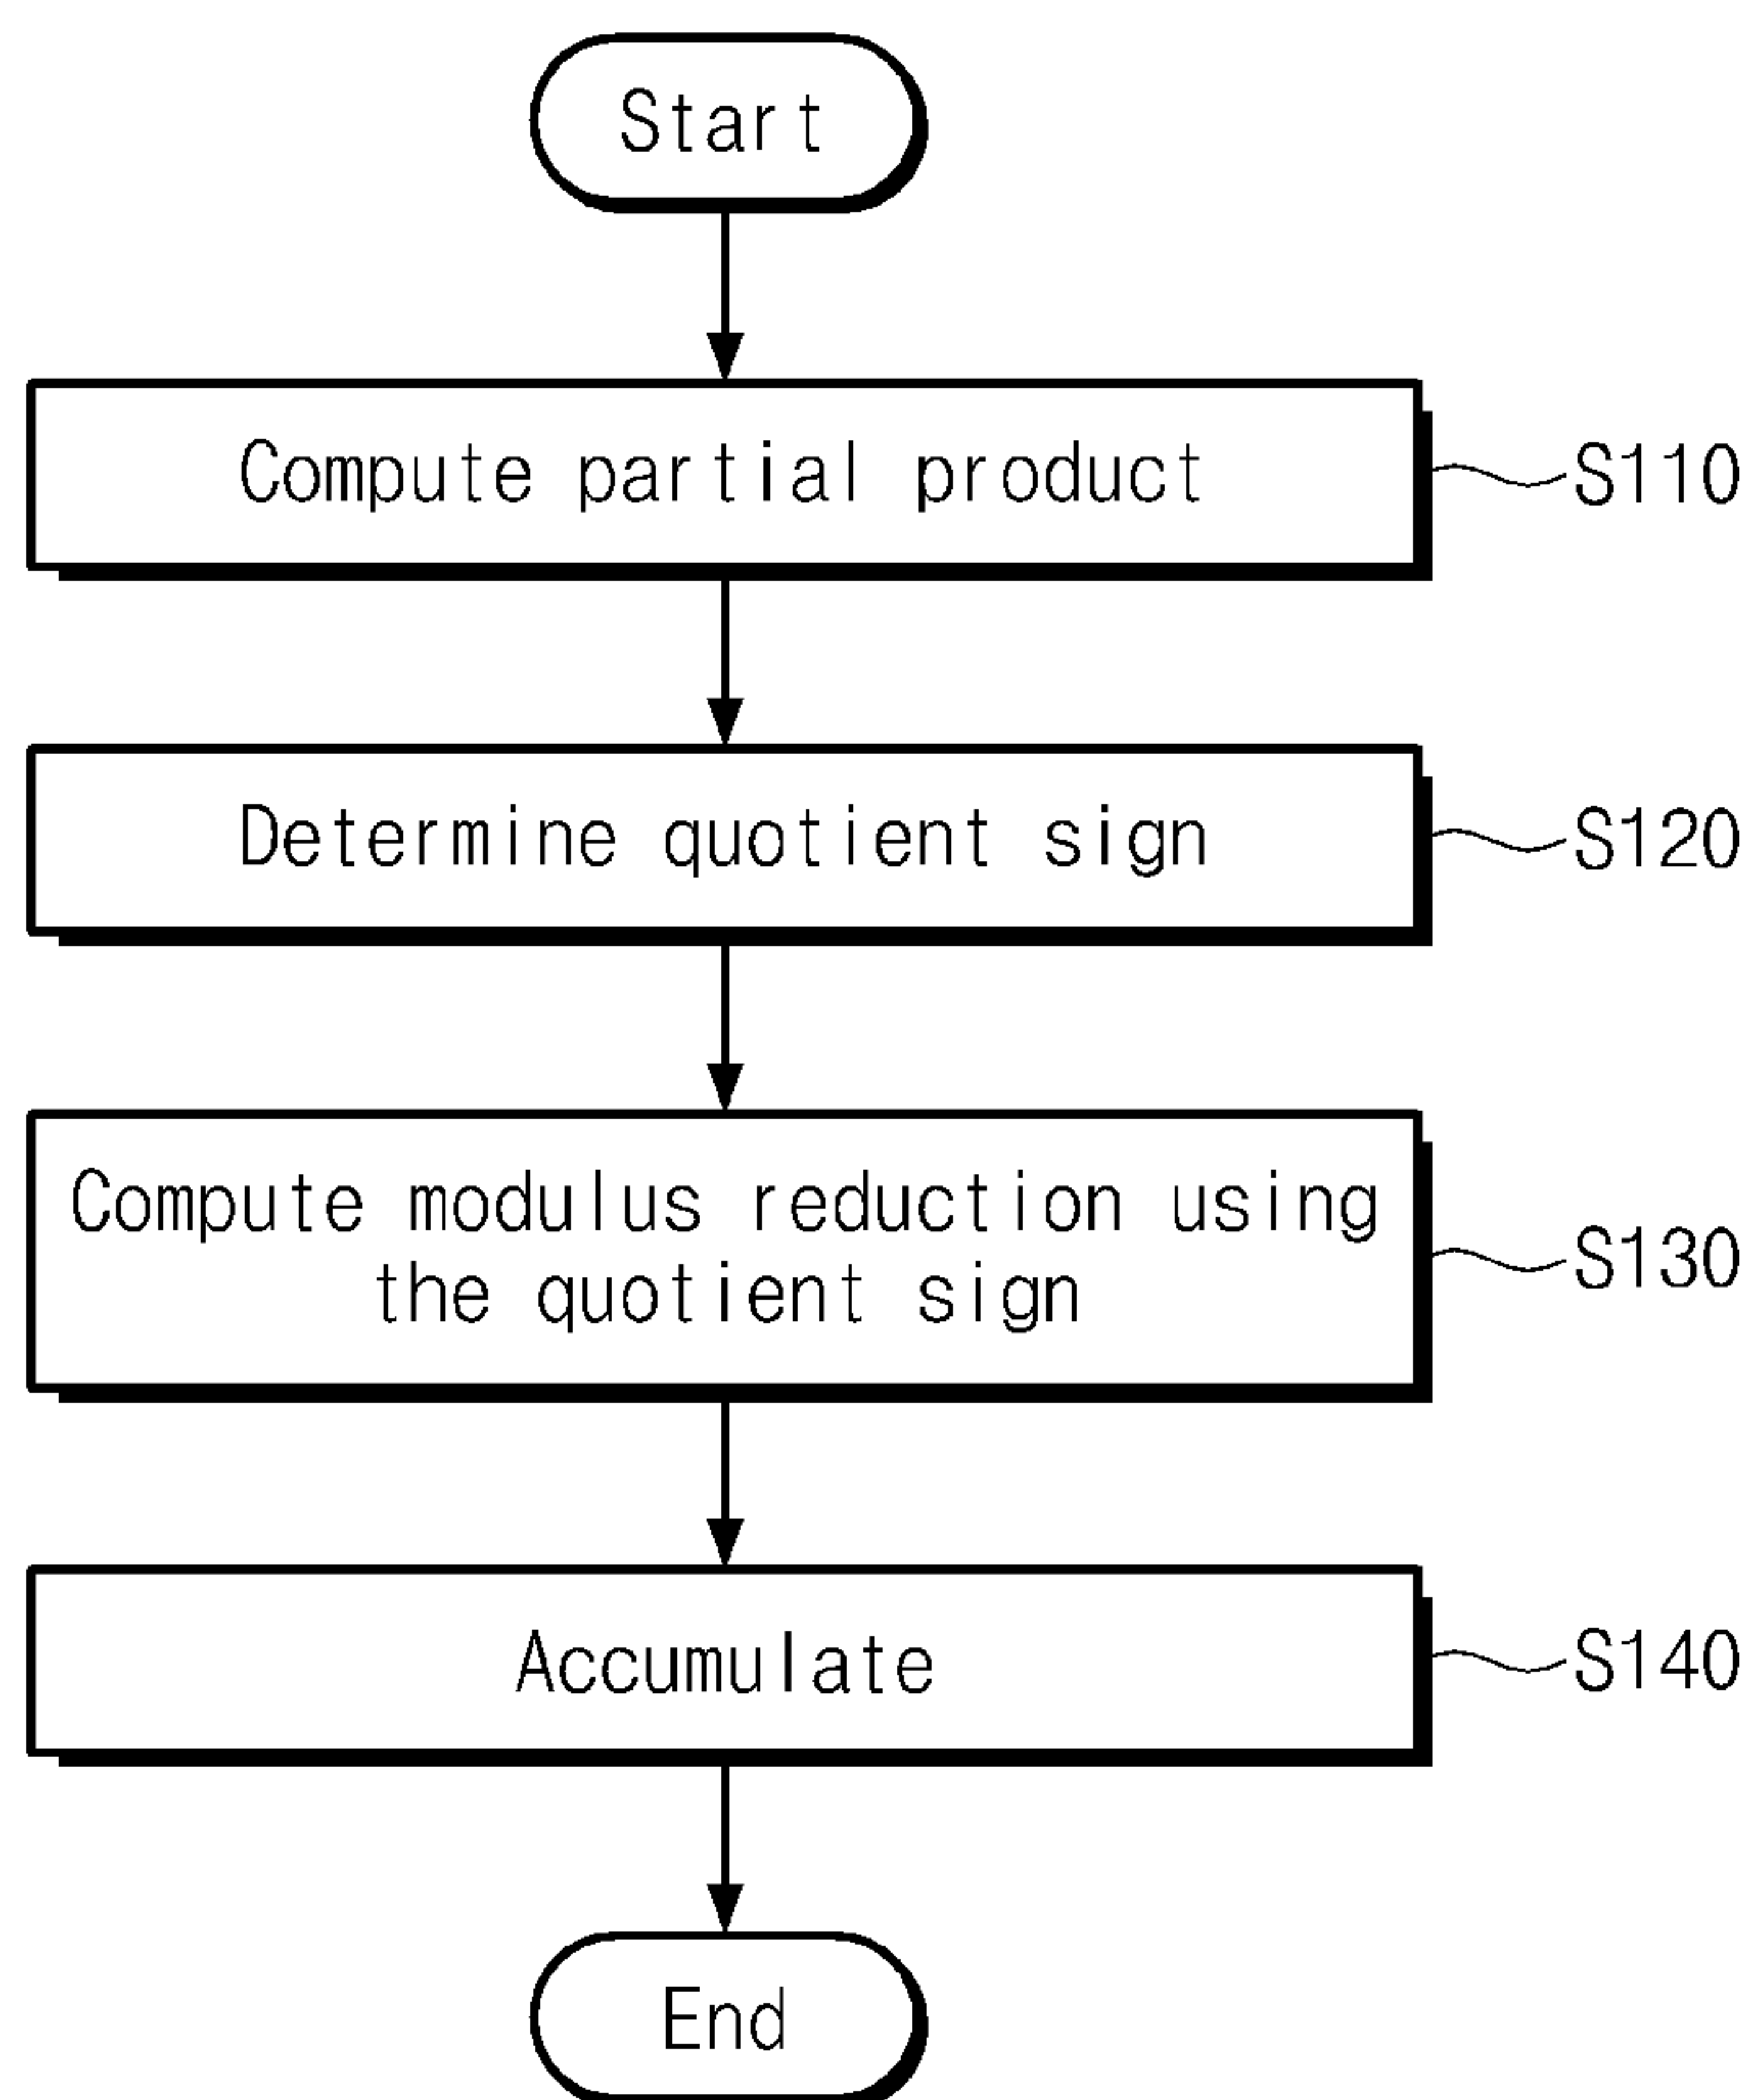 Start
Compute partial product
S110
Determine quotient sign
S120
Compute modulus reduction using
the quotient sign
S130
Accumulate
S140
End